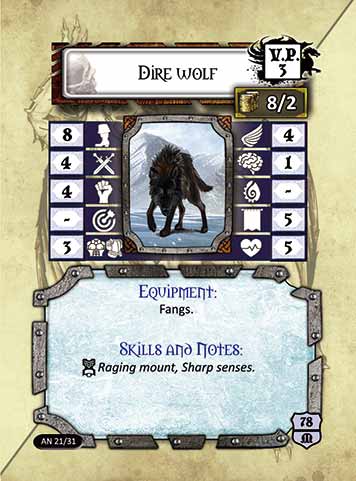 DIRE WOLF
V.P.
3
8/2
8 4
4 1
4 -
- 5
3 5
EQUIPMENT:
Fangs.
SKILLS AND NOTES:
Raging mount, Sharp senses.
78
M
AN 21/31